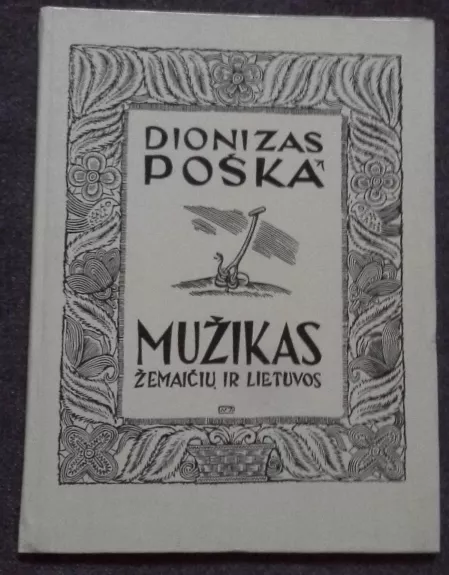 DIONIZAS
POŠKA
MUŽIKAS
ŽEMAIČIŲ IR LIETUVOS